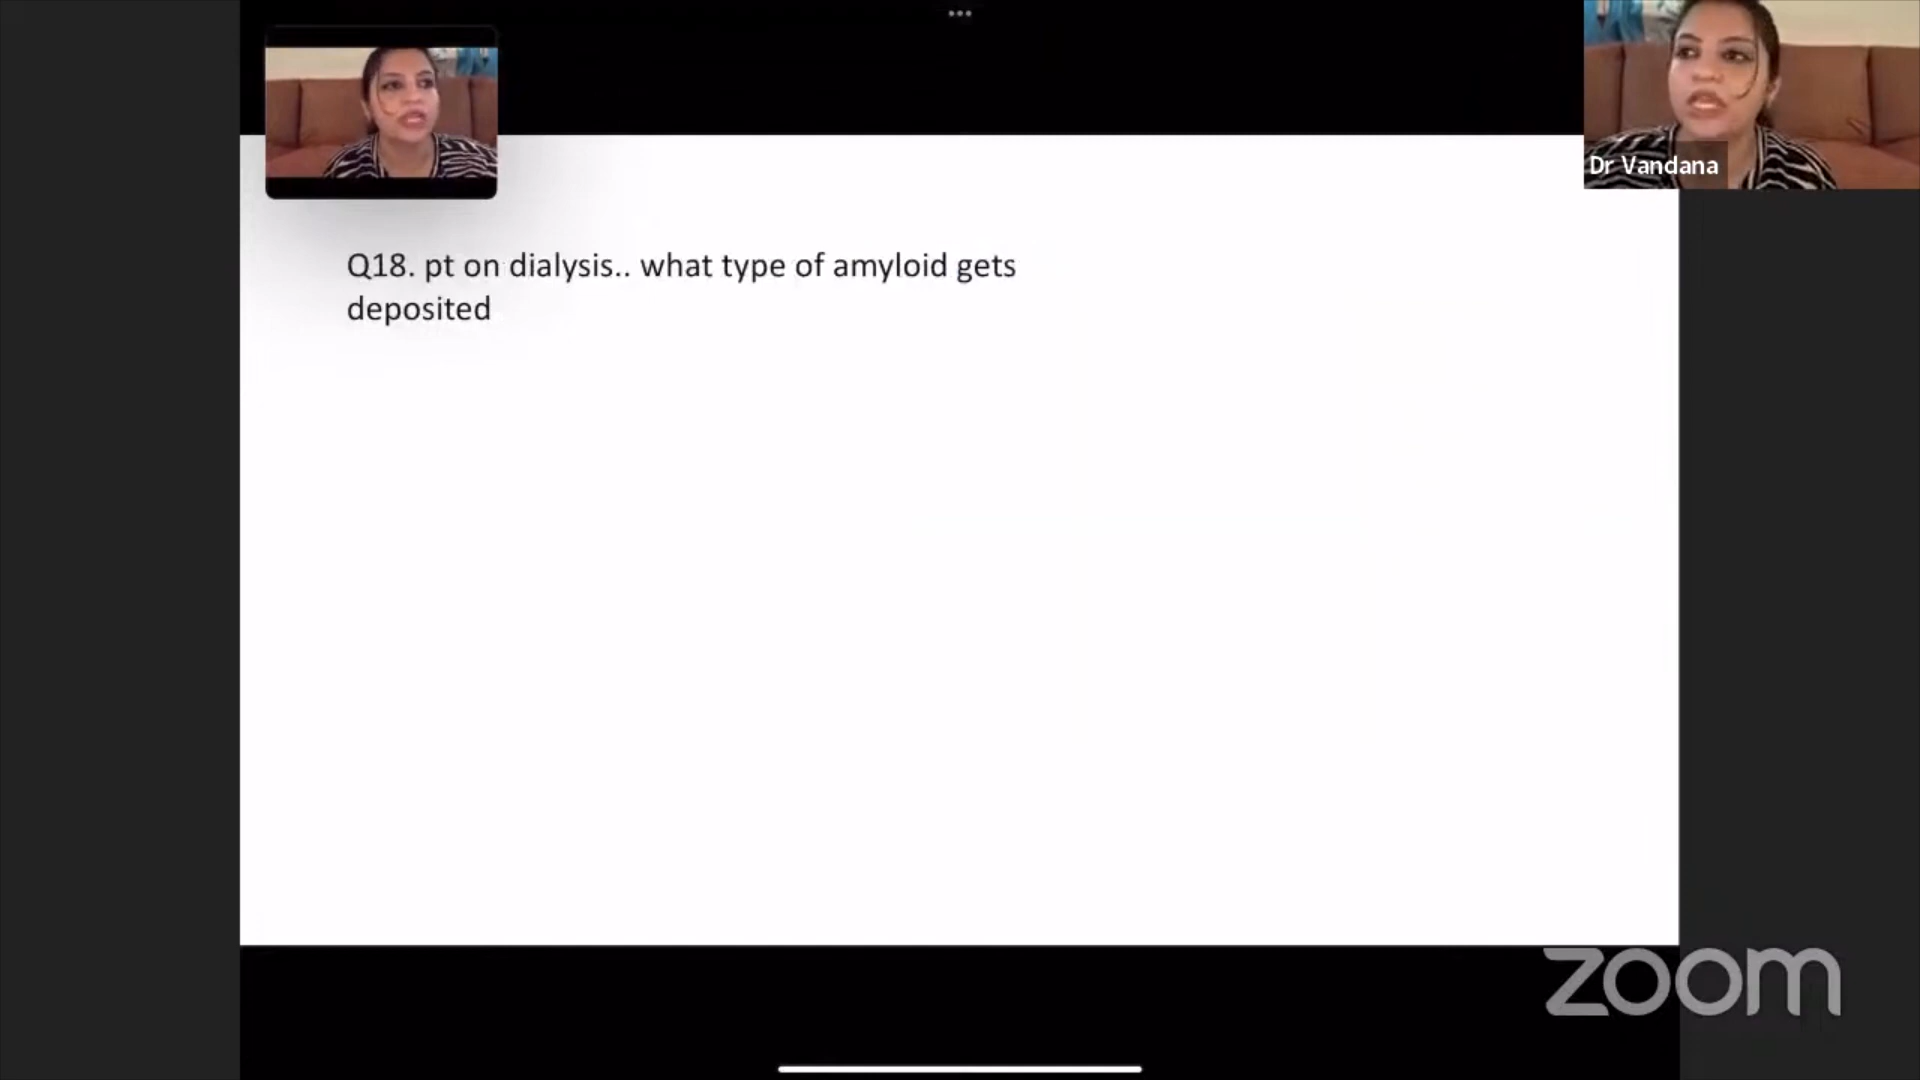 Dr Vandana
Q18. pt on dialysis.. what type of amyloid gets
deposited
zoom